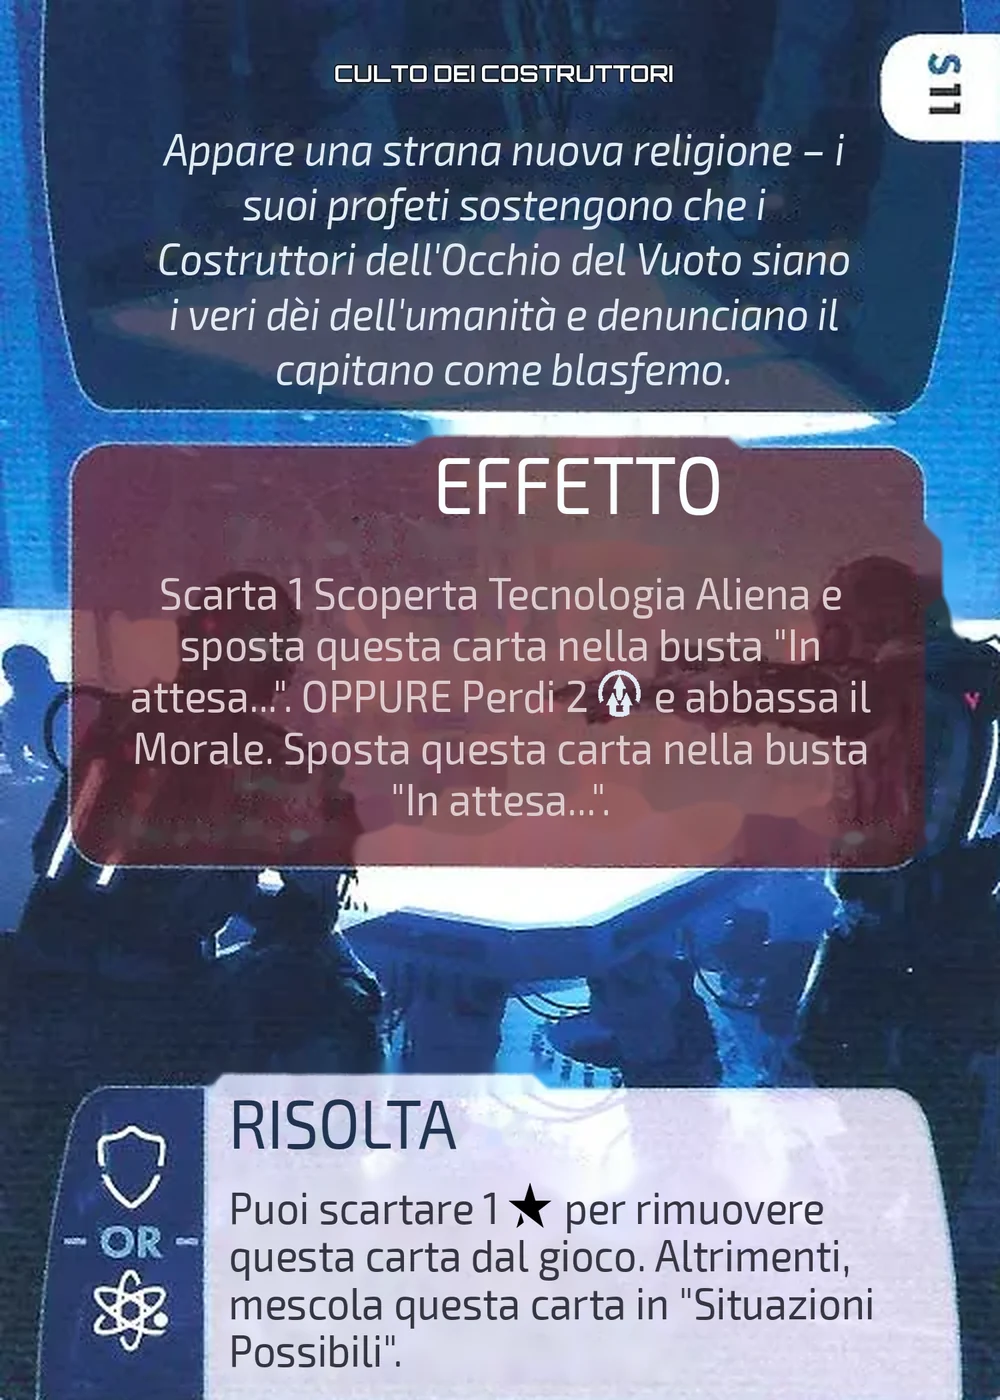 CULTO DEI COSTRUTTORI
S11
Appare una strana nuova religione – i
suoi profeti sostengono che i
Costruttori dell'Occhio del Vuoto siano
i veri dèi dell'umanità e denunciano il
capitano come blasfemo.
EFFETTO
Scarta 1 Scoperta Tecnologia Aliena e
sposta questa carta nella busta "In
attesa...". OPPURE Perdi 2 e abbassa il
Morale. Sposta questa carta nella busta
"In attesa...".
RISOLTA
- OR -
Puoi scartare 1 ★ per rimuovere
questa carta dal gioco. Altrimenti,
mescola questa carta in "Situazioni
Possibili".